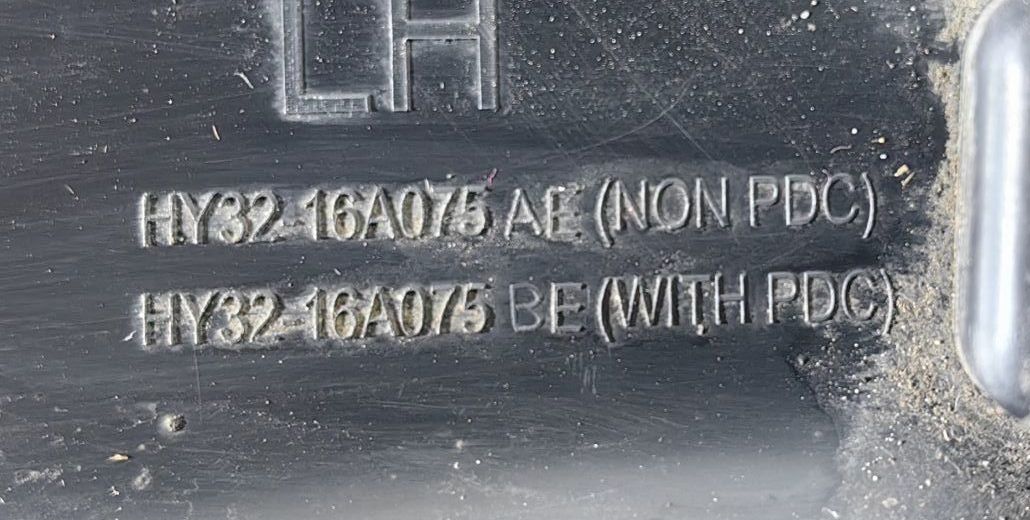 LH
HY32-16A075 AE (NON PDC)
HY32-16A075 BE (WITH PDC)